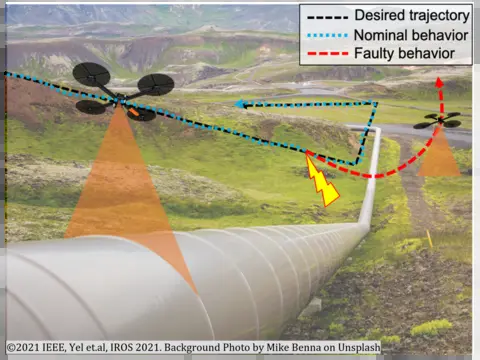 Desired trajectory
Nominal behavior
Faulty behavior
©2021 IEEE, Yel et.al, IROS 2021. Background Photo by Mike Benna on Unsplash